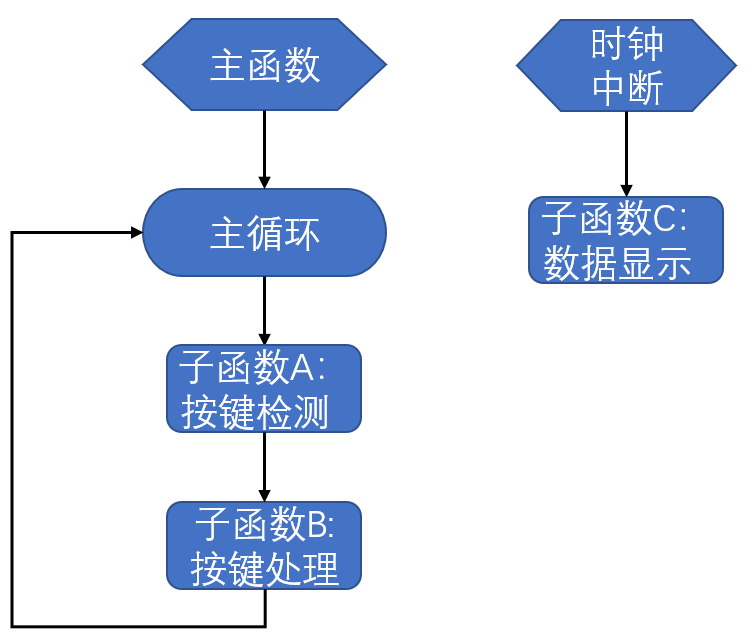 主函数
主循环
子函数A:
按键检测
子函数B:
按键处理
时钟
中断
子函数C:
数据显示